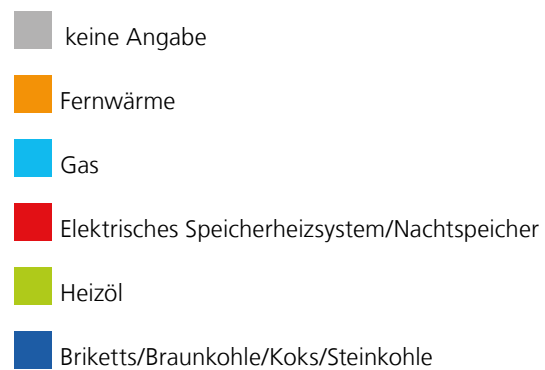 keine Angabe
Fernwärme
Gas
Elektrisches Speicherheizsystem/Nachtspeicher
Heizöl
Briketts/Braunkohle/Koks/Steinkohle